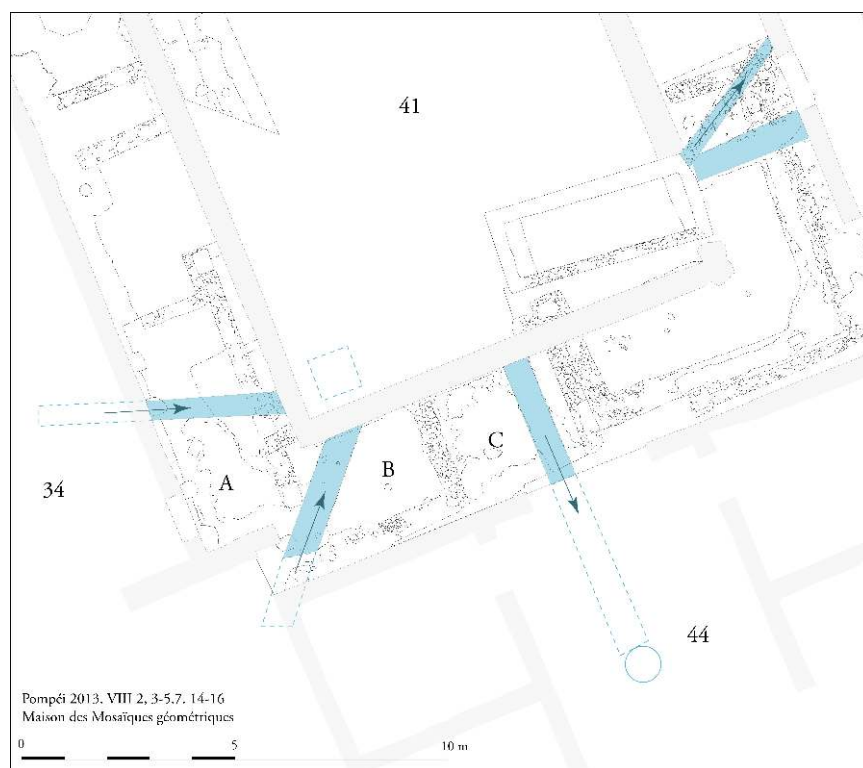 41
34
A
B
C
44
Pompéi 2013. VIII 2, 3-5.7. 14-16
Maison des Mosaïques géométriques
0 5 10 m